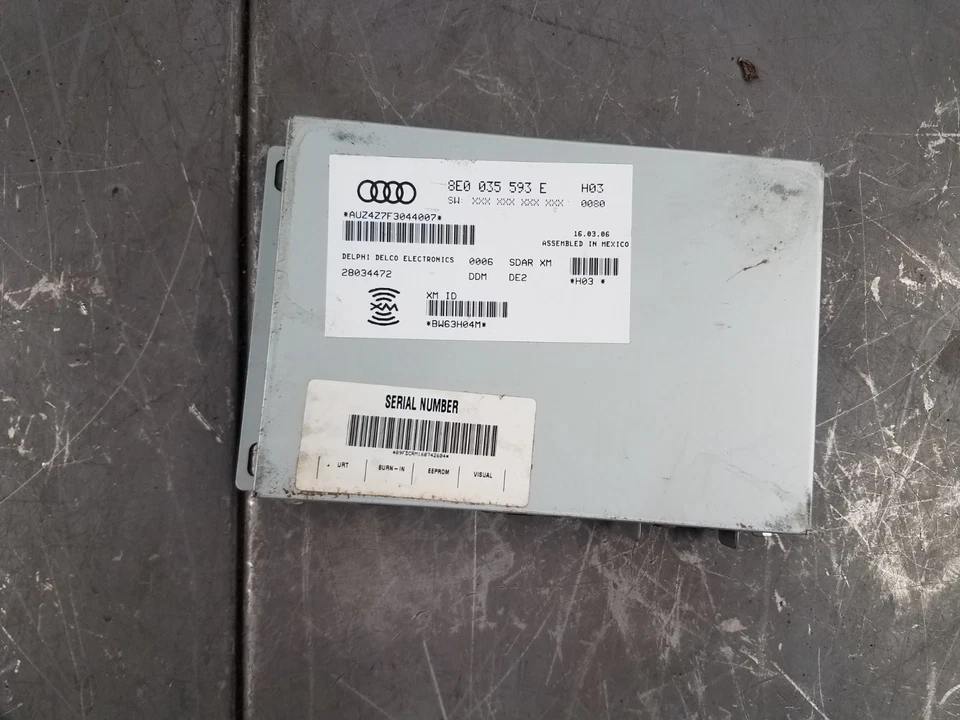 8E0 035 593 E H03
SW: XXX XXX XXX XXX 0080
*AUZ4Z7F3044007*
16.03.06
ASSEMBLED IN MEXICO
DELPHI DELCO ELECTRONICS 0006 SDAR XM
28034472 DDM DE2 *H03 *
XM
XM ID
*BW63H04M*
SERIAL NUMBER
URT BURN-IN EEPROM VISUAL